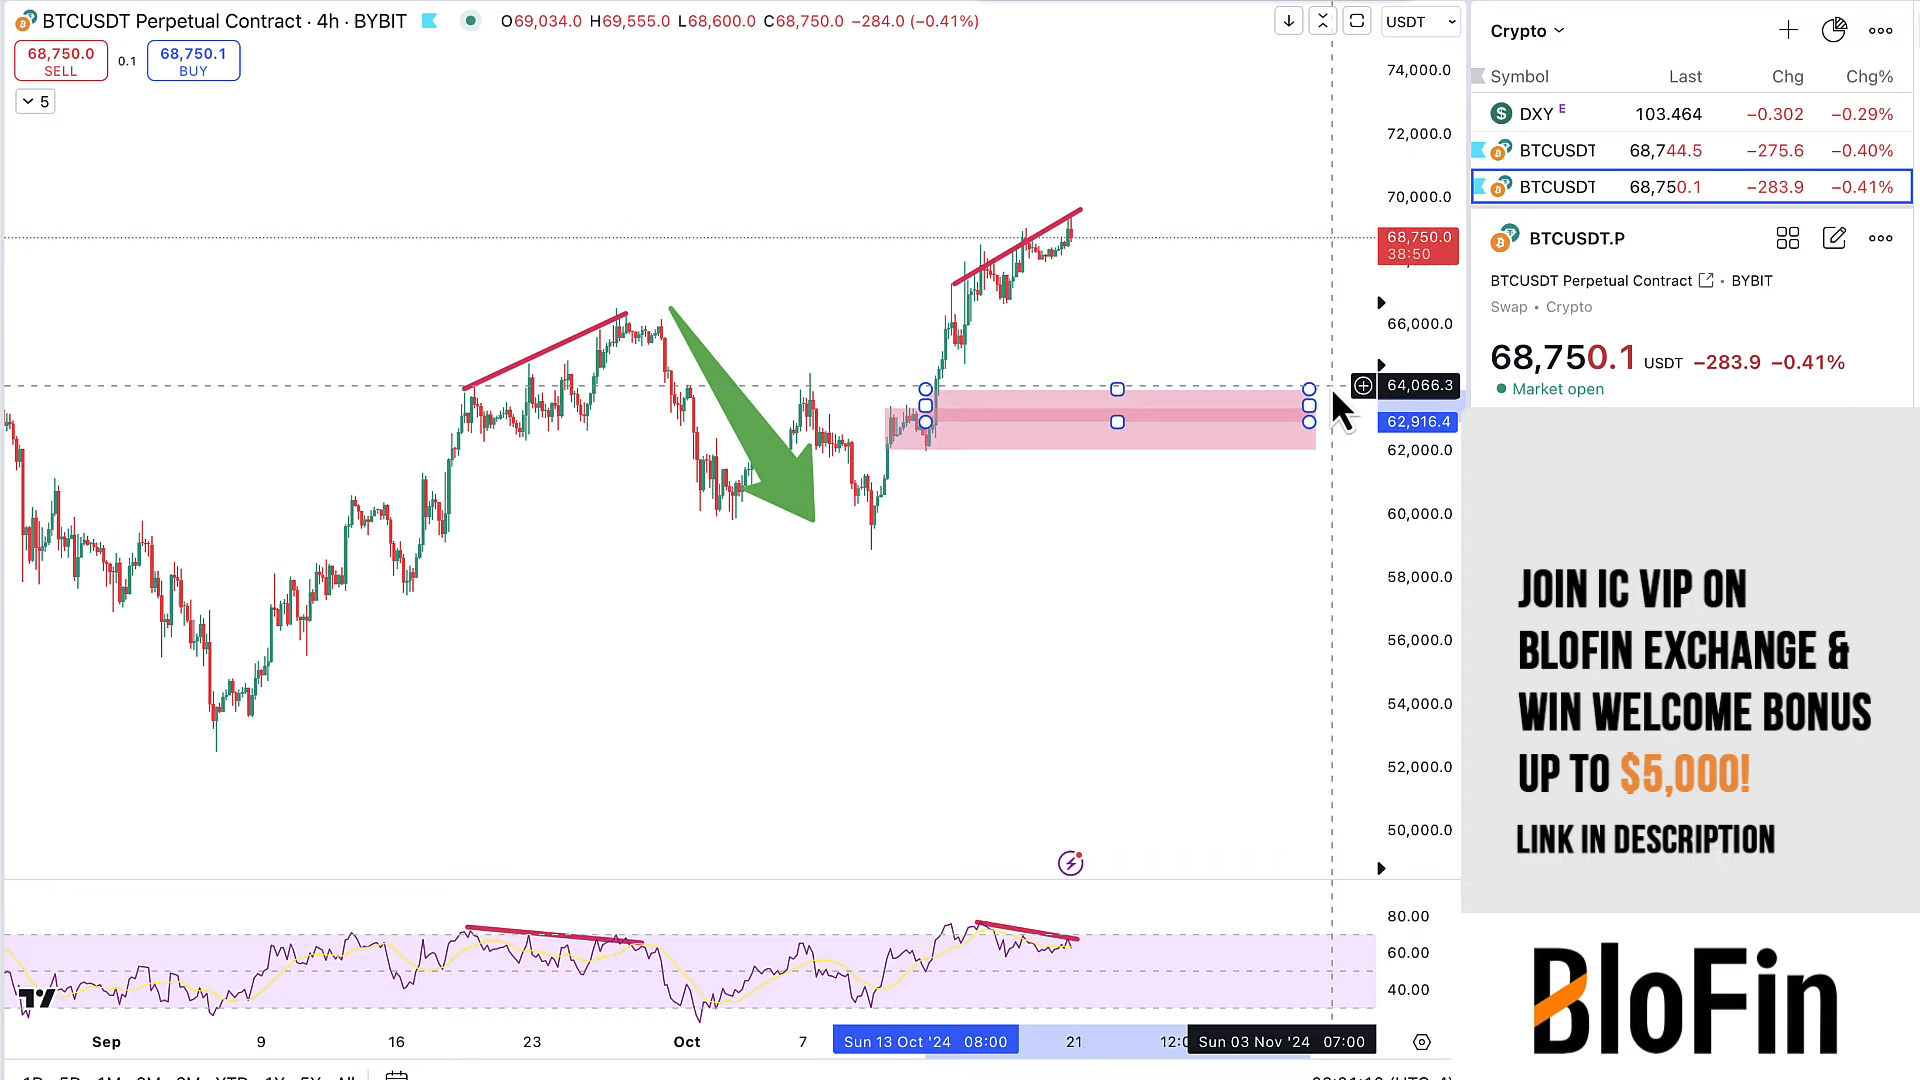 BTCUSDT Perpetual Contract · 4h · BYBIT
O69,034.0 H69,555.0 L68,600.0 C68,750.0 −284.0 (−0.41%)
USDT
68,750.0
SELL
0.1
68,750.1
BUY
5
74,000.0
72,000.0
70,000.0
68,750.0
38:50
66,000.0
64,066.3
62,916.4
62,000.0
60,000.0
58,000.0
56,000.0
54,000.0
52,000.0
50,000.0
80.00
60.00
40.00
Sep
9
16
23
Oct
7
Sun 13 Oct '24 08:00
21
Sun 03 Nov '24 07:00
Crypto
Symbol Last Chg Chg%
DXY E 103.464 −0.302 −0.29%
BTCUSDT 68,744.5 −275.6 −0.40%
BTCUSDT 68,750.1 −283.9 −0.41%
BTCUSDT.P
BTCUSDT Perpetual Contract • BYBIT
Swap • Crypto
68,750.1 USDT −283.9 −0.41%
Market open
JOIN IC VIP ON
BLOFIN EXCHANGE &
WIN WELCOME BONUS
UP TO $5,000!
LINK IN DESCRIPTION
BloFin